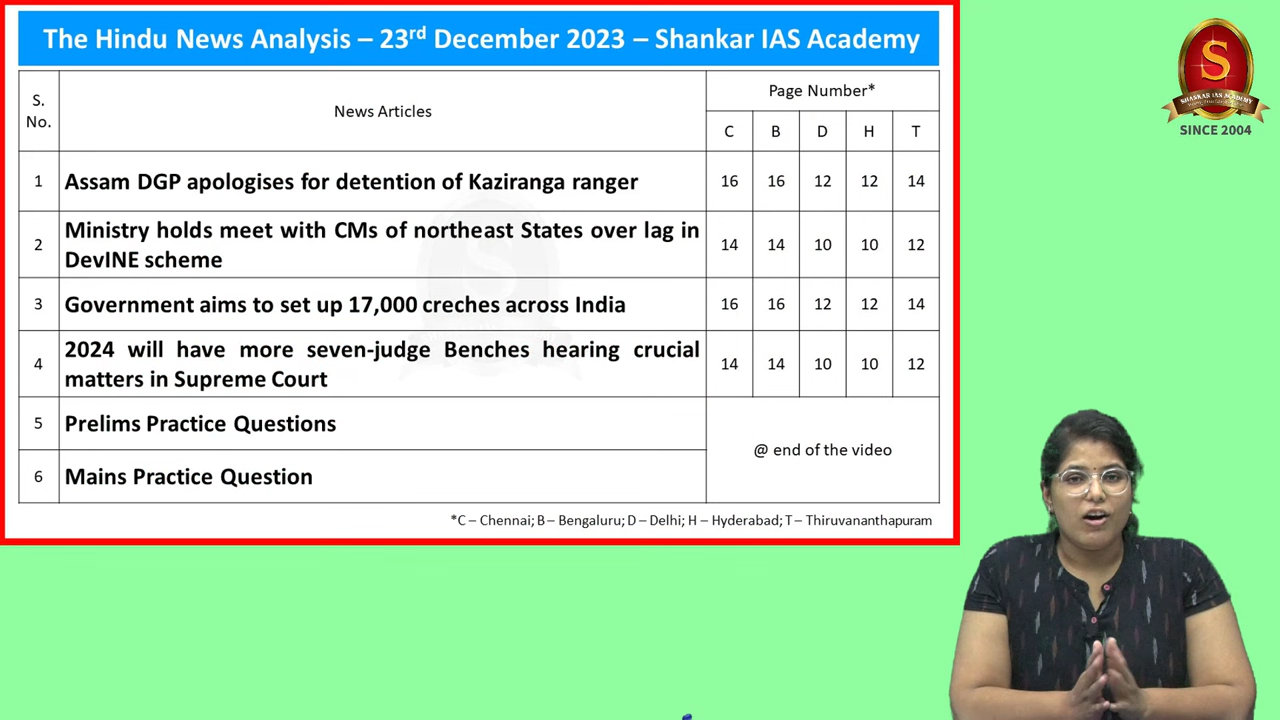 The Hindu News Analysis – 23rd December 2023 – Shankar IAS Academy
S. No.
News Articles
Page Number*
C B D H T
1 Assam DGP apologises for detention of Kaziranga ranger 16 16 12 12 14
2 Ministry holds meet with CMs of northeast States over lag in
DevINE scheme 14 14 10 10 12
3 Government aims to set up 17,000 creches across India 16 16 12 12 14
4 2024 will have more seven-judge Benches hearing crucial
matters in Supreme Court 14 14 10 10 12
5 Prelims Practice Questions
6 Mains Practice Question
@ end of the video
*C – Chennai; B – Bengaluru; D – Delhi; H – Hyderabad; T – Thiruvananthapuram
S
SHANKAR IAS ACADEMY
SINCE 2004